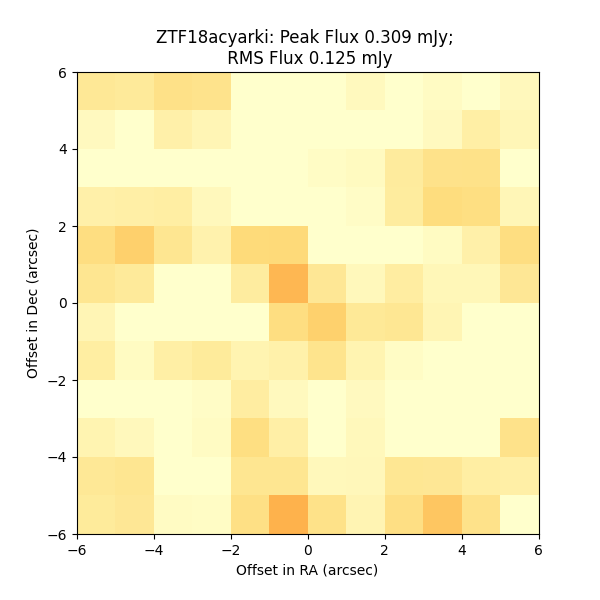 ZTF18acyarki: Peak Flux 0.309 mJy;
RMS Flux 0.125 mJy
6
4
2
0
−2
−4
−6
Offset in Dec (arcsec)
−6 −4 −2 0 2 4 6
Offset in RA (arcsec)